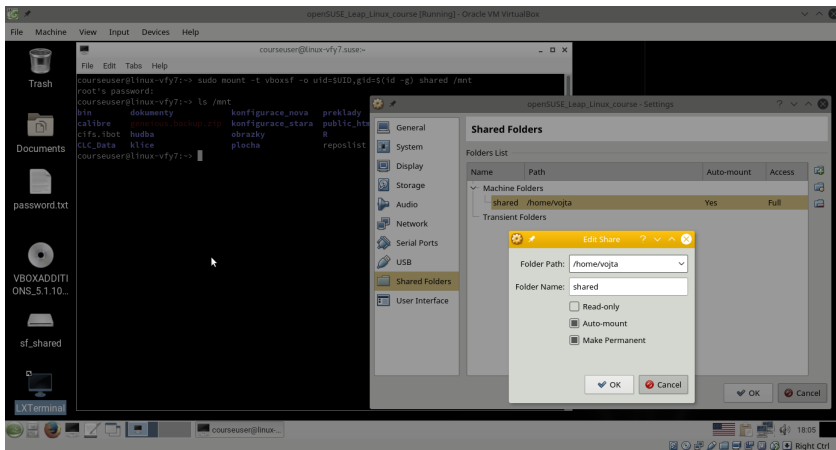 openSUSE_Leap_Linux_course [Running] - Oracle VM VirtualBox
File Machine View Input Devices Help
Trash
Documents
password.txt
VBOXADDITI
ONS_5.1.10...
sf_shared
LXTerminal
courseuser@linux-vfy7.suse:~
File Edit Tabs Help
courseuser@linux-vfy7:~> sudo mount -t vboxsf -o uid=$UID,gid=$(id -g) shared /mnt
root's password:
courseuser@linux-vfy7:~> ls /mnt
bin dokumenty konfigurace_nova preklady
calibre konfigurace_stara public_htm
cifs.ibot hudba obrazky R
CLC_Data klice plocha reposlist
courseuser@linux-vfy7:~>
openSUSE_Leap_Linux_course - Settings
General
System
Display
Storage
Audio
Network
Serial Ports
USB
Shared Folders
User Interface
Shared Folders
Folders List
Name Path Auto-mount Access
Machine Folders
shared /home/vojta Yes Full
Transient Folders
Edit Share
Folder Path: /home/vojta
Folder Name: shared
Read-only
Auto-mount
Make Permanent
OK Cancel
OK Cancel
courseuser@linux-...
18:05
Right Ctrl